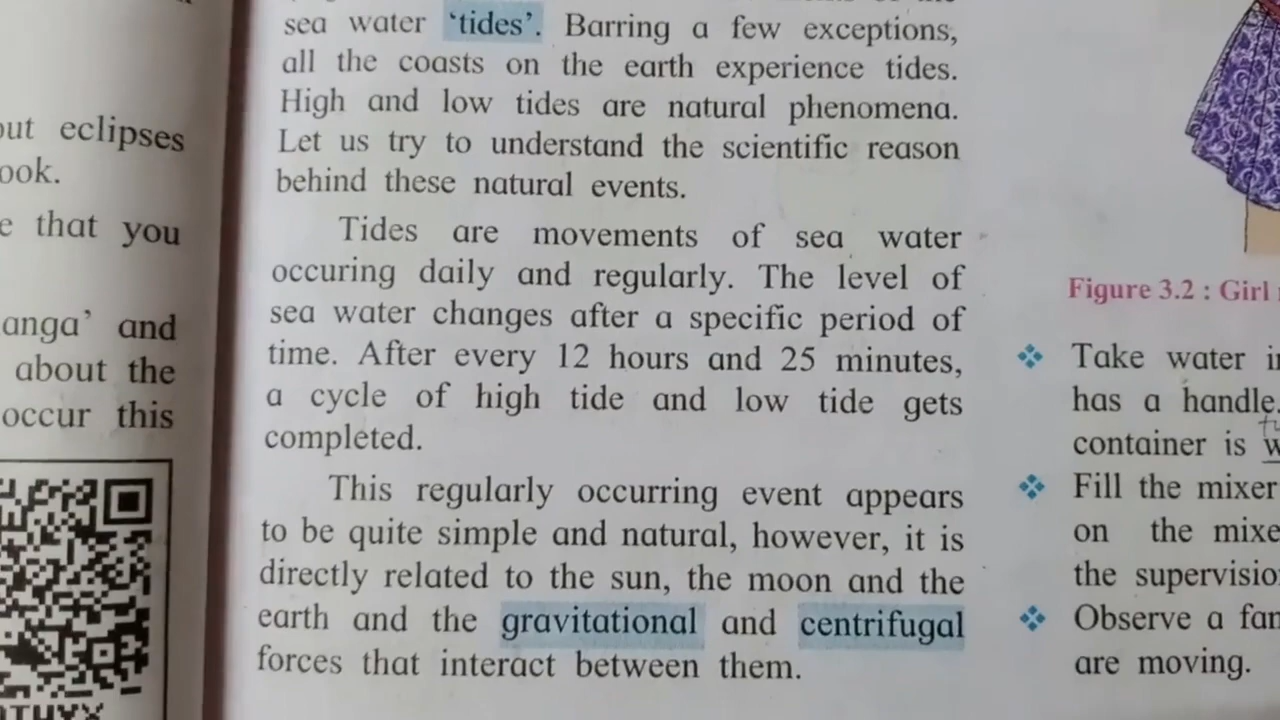 out eclipses
ook.
e that you
anga’ and
about the
occur this
sea water ‘tides’. Barring a few exceptions,
all the coasts on the earth experience tides.
High and low tides are natural phenomena.
Let us try to understand the scientific reason
behind these natural events.
Tides are movements of sea water
occuring daily and regularly. The level of
sea water changes after a specific period of
time. After every 12 hours and 25 minutes,
a cycle of high tide and low tide gets
completed.
This regularly occurring event appears
to be quite simple and natural, however, it is
directly related to the sun, the moon and the
earth and the gravitational and centrifugal
forces that interact between them.
Figure 3.2 : Girl
Take water
has a handle.
container is
Fill the mixer
on the mixe
the supervisio
Observe a fan
are moving.